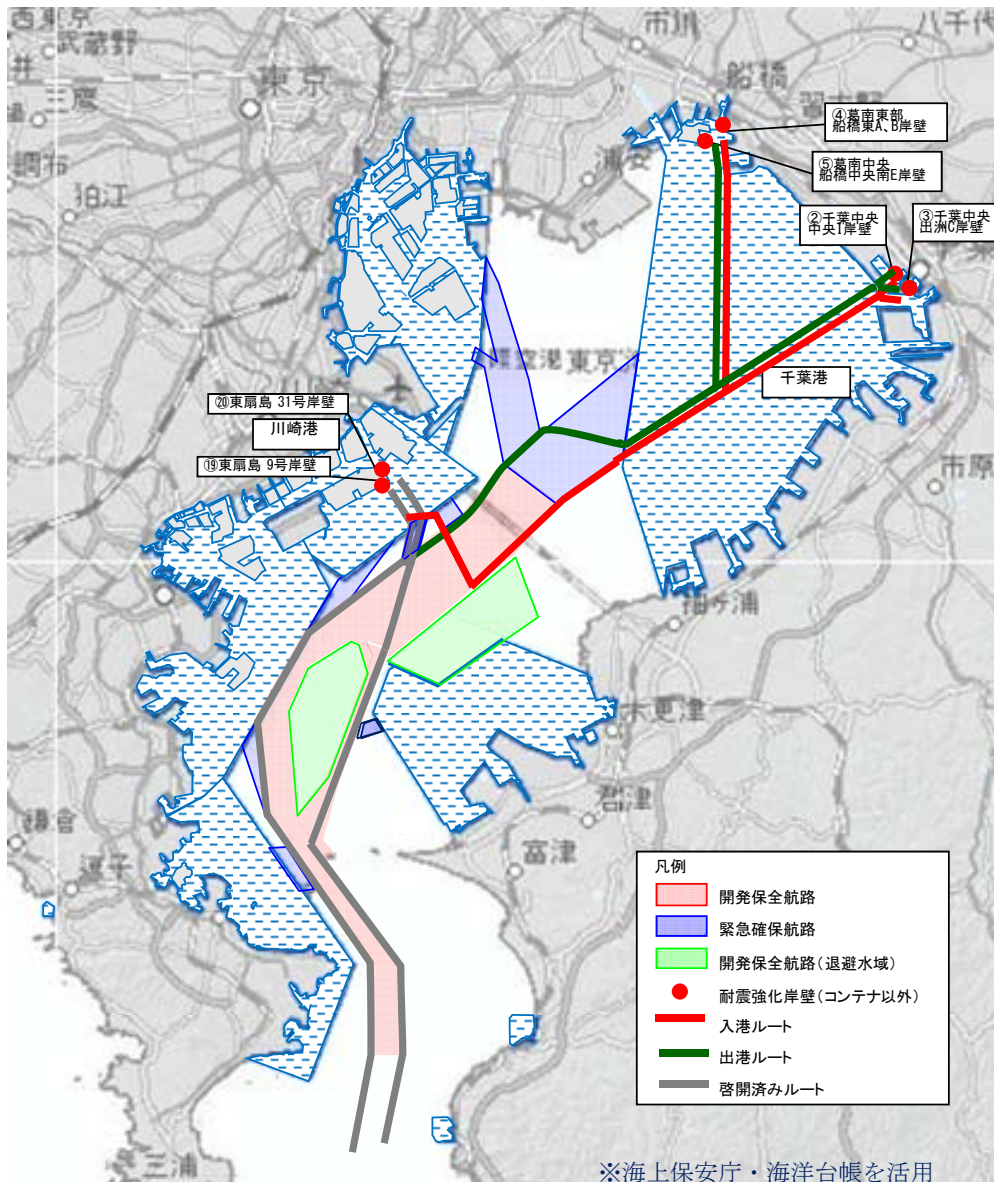 西東京
武蔵野
市川
八千代
井
三鷹
東京
船橋
習志野
④葛南東部
船橋東A、B岸壁
調布
浦安
⑤葛南中央
船橋中央南E岸壁
狛江
②千葉中央
中央I岸壁
③千葉中央
出洲C岸壁
千葉港
⑳東扇島 31号岸壁
川崎港
⑲東扇島 9号岸壁
市原
袖ヶ浦
木更津
君津
鎌倉
富津
逗子
凡例
開発保全航路
緊急確保航路
開発保全航路(退避水域)
耐震強化岸壁(コンテナ以外)
入港ルート
出港ルート
啓開済みルート
三浦
※海上保安庁・海洋台帳を活用